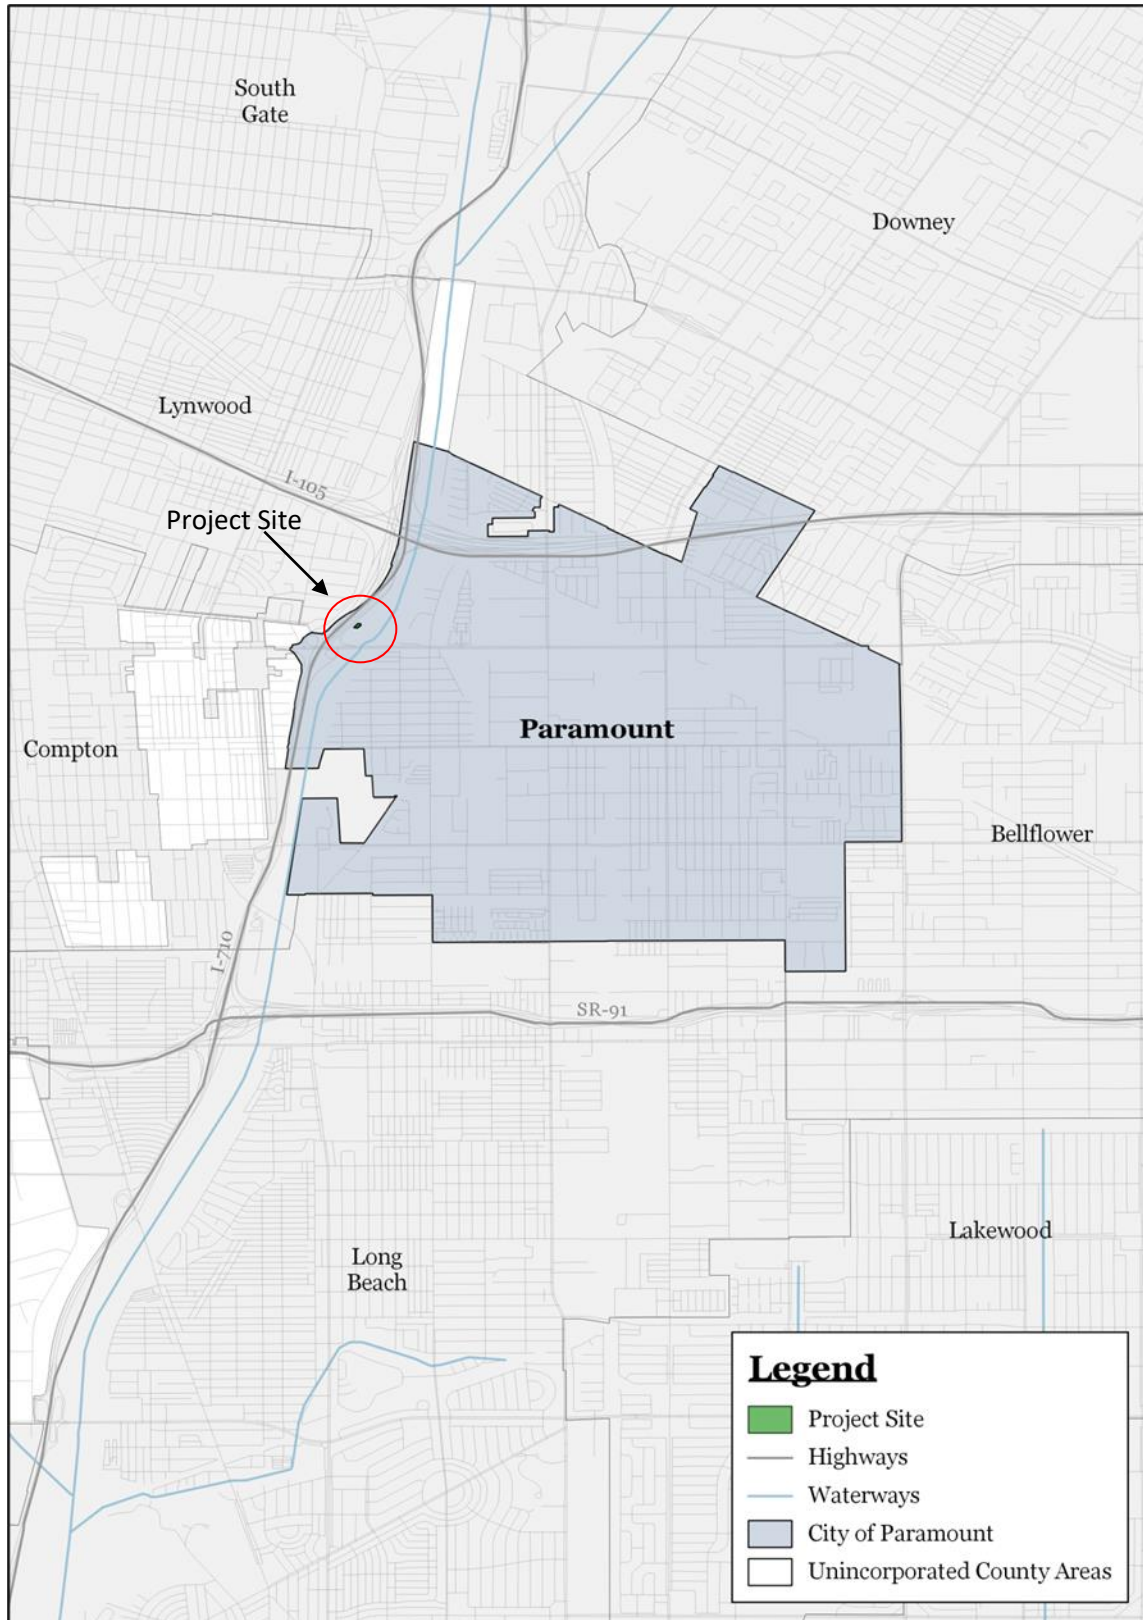 South
Gate
Downey
Lynwood
I-105
Project Site
Paramount
Compton
Bellflower
I-710
SR-91
Lakewood
Long
Beach
Legend
Project Site
Highways
Waterways
City of Paramount
Unincorporated County Areas